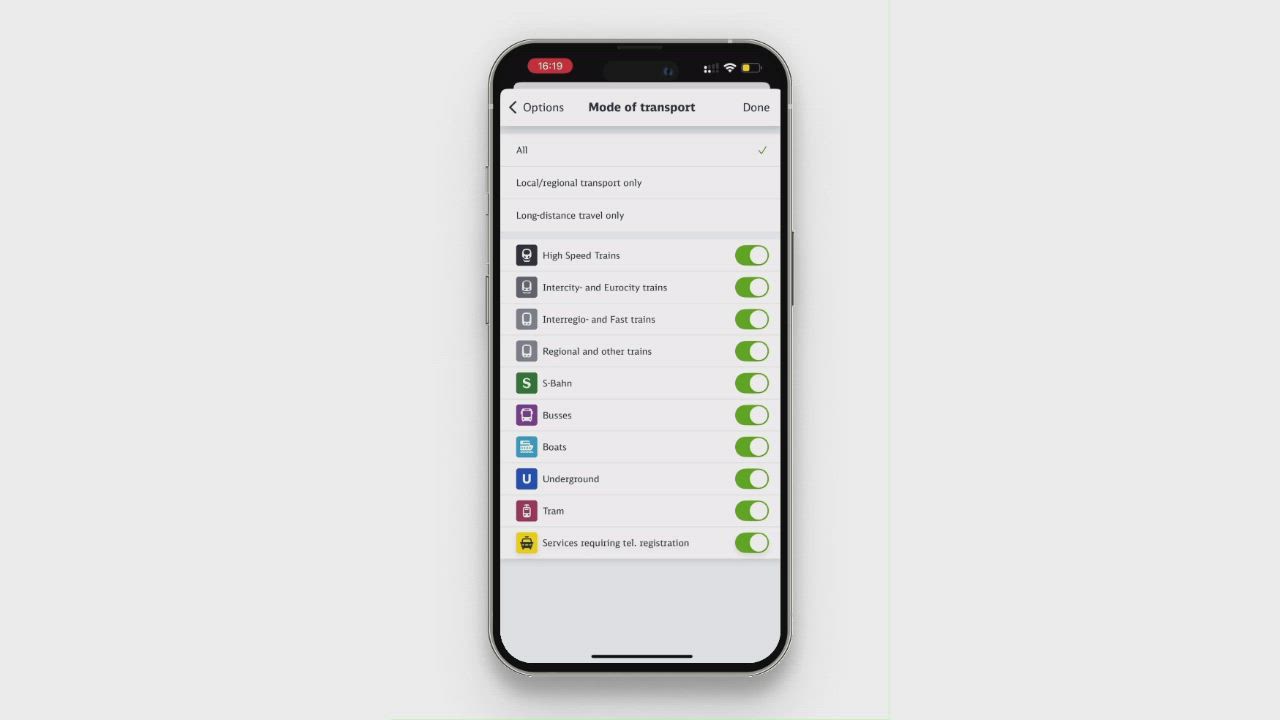 16:19
Options Mode of transport Done
All
Local/regional transport only
Long-distance travel only
High Speed Trains
Intercity- and Eurocity trains
Interregio- and Fast trains
Regional and other trains
S S-Bahn
Busses
Boats
U Underground
Tram
Services requiring tel. registration